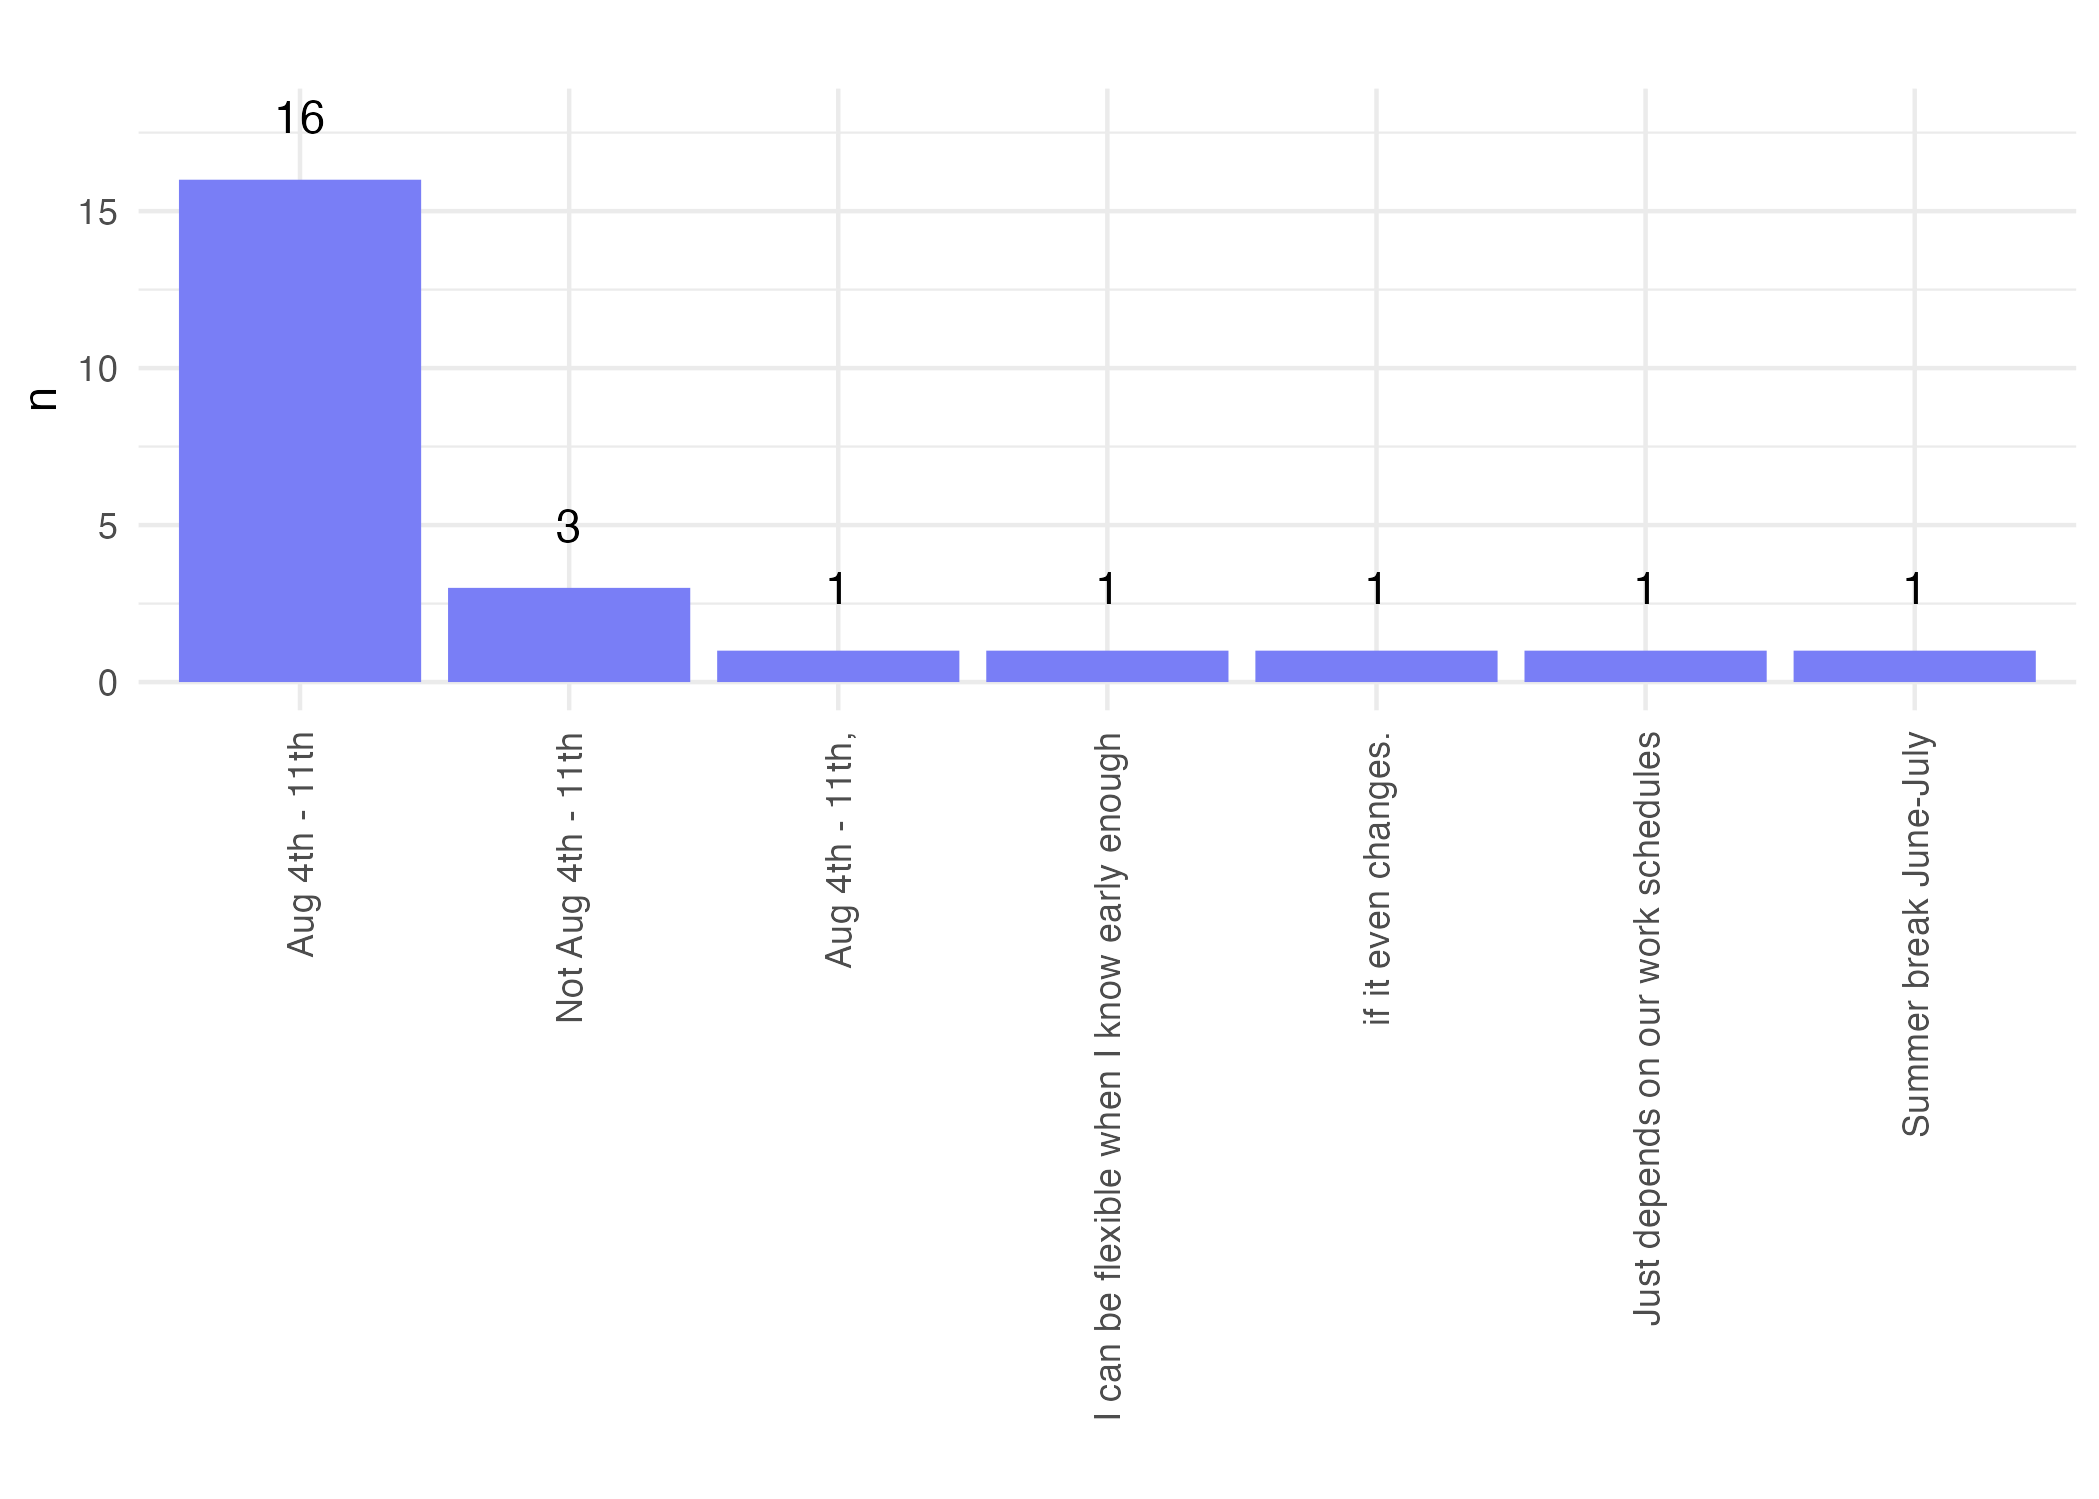 16
3
1
1
1
1
1
15
10
5
0
n
Aug 4th - 11th
Not Aug 4th - 11th
Aug 4th - 11th,
I can be flexible when I know early enough
if it even changes.
Just depends on our work schedules
Summer break June-July